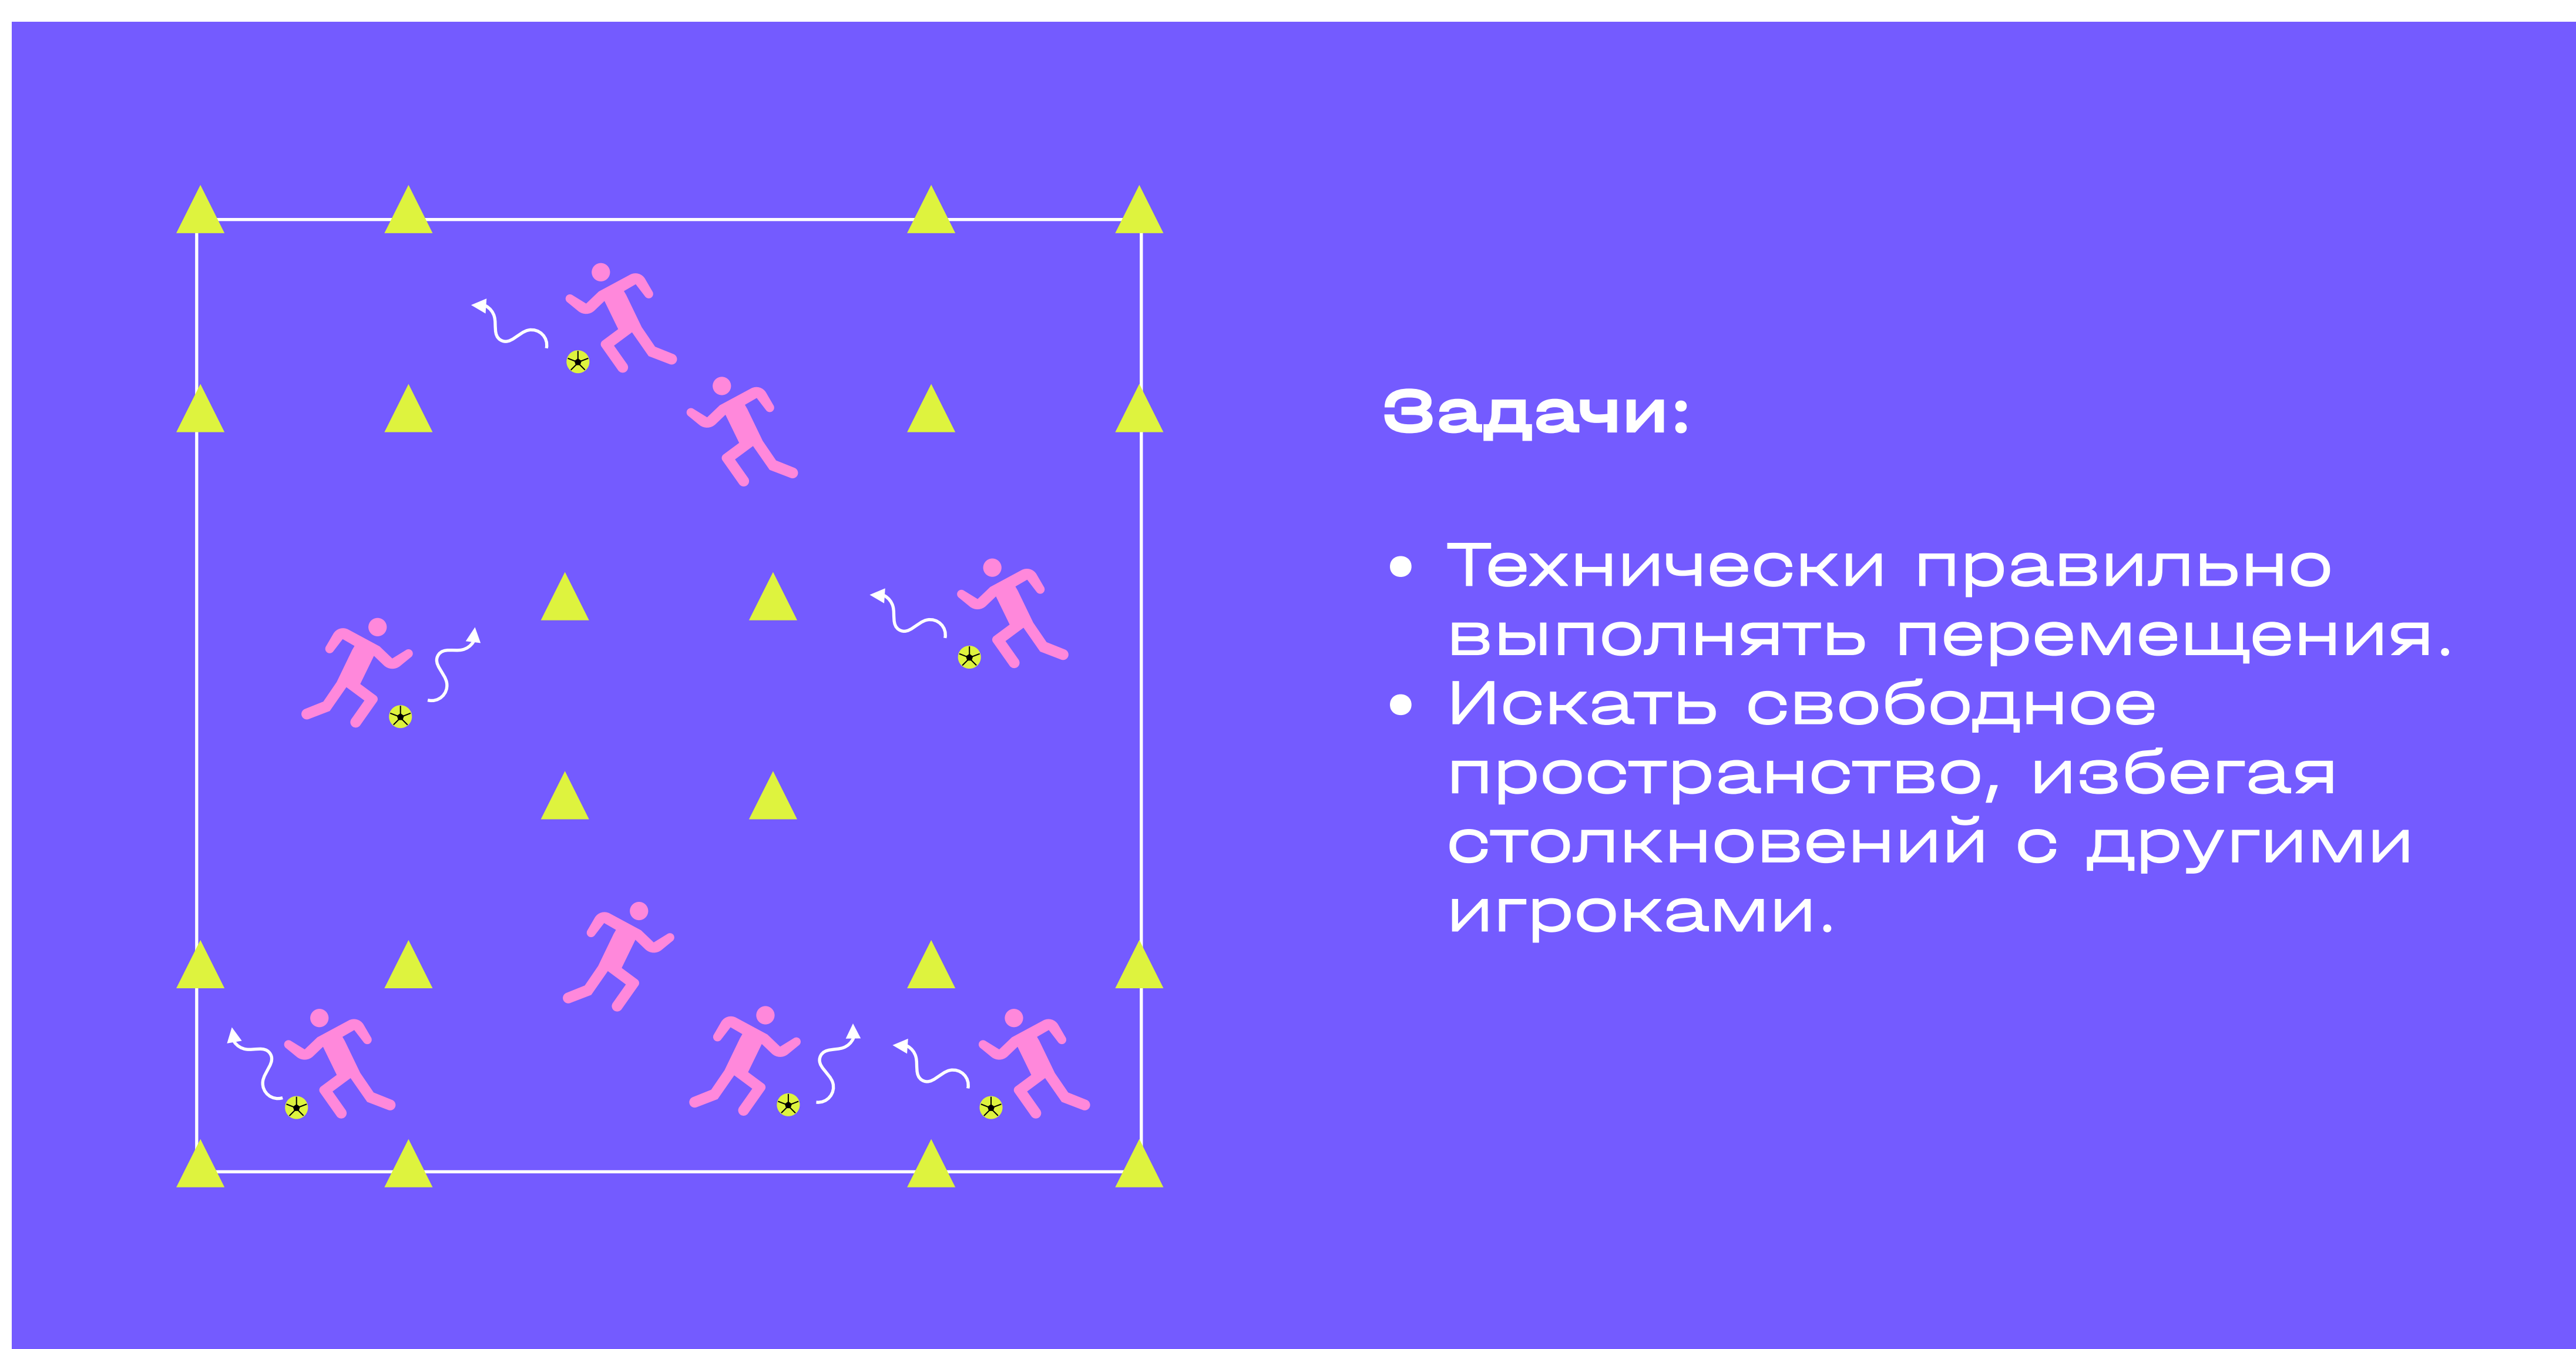 Задачи:
• Технически правильно
выполнять перемещения.
• Искать свободное
пространство, избегая
столкновений с другими
игроками.